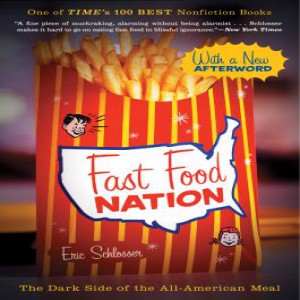 One of TIME's 100 BEST Nonfiction Books
"A fine piece of muckraking, alarming without being alarmist . . . Schlosser
makes it hard to go on eating fast food in blissful ignorance."—New York Times
With a New
AFTERWORD
Fast Food
NATION
Eric Schlosser
The Dark Side of the All-American Meal